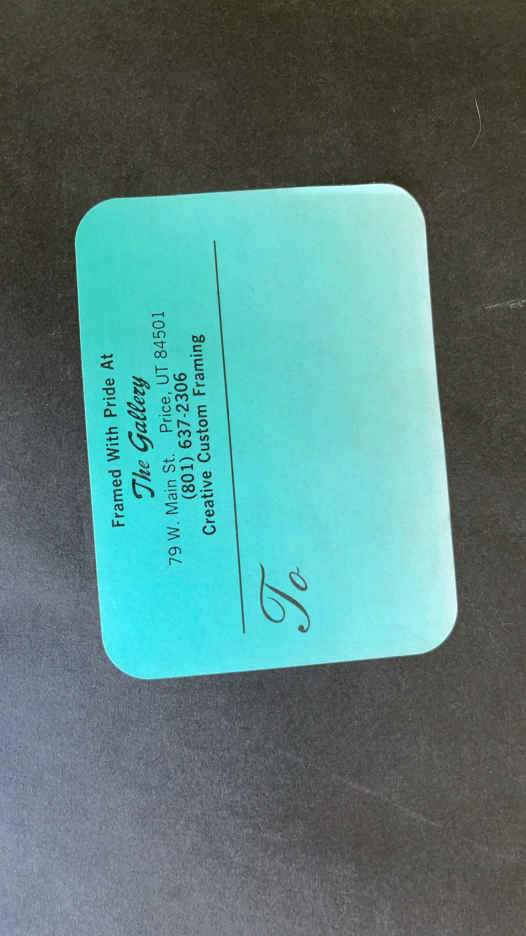 Framed With Pride At
The Gallery
79 W. Main St. Price, UT 84501
(801) 637-2306
Creative Custom Framing
To